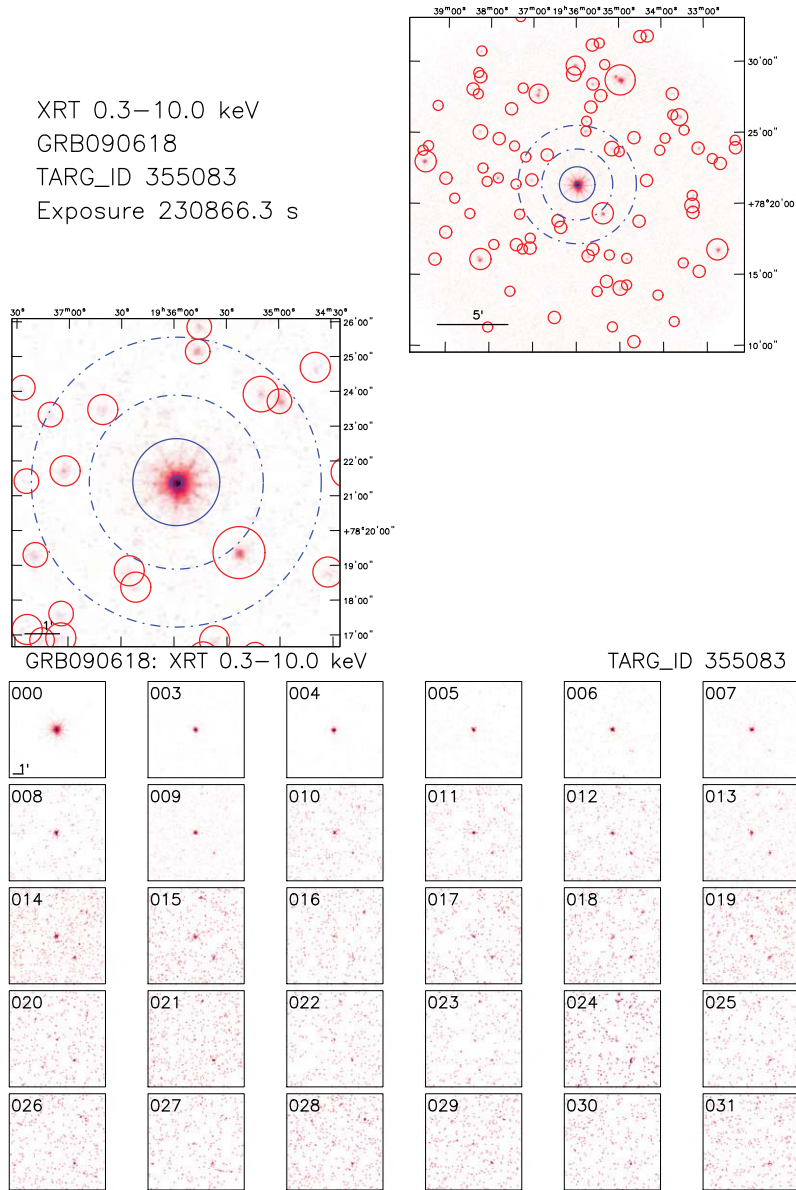 XRT 0.3–10.0 keV
GRB090618
TARG_ID 355083
Exposure 230866.3 s
39ᵐ00ˢ 38ᵐ00ˢ 37ᵐ00ˢ 19ʰ36ᵐ00ˢ 35ᵐ00ˢ 34ᵐ00ˢ 33ᵐ00ˢ
30'00"
25'00"
+78°20'00"
15'00"
10'00"
5'
30ˢ 37ᵐ00ˢ 30ˢ 19ʰ36ᵐ00ˢ 30ˢ 35ᵐ00ˢ 34ᵐ30ˢ
26'00"
25'00"
24'00"
23'00"
22'00"
21'00"
+78°20'00"
19'00"
18'00"
17'00"
1'
GRB090618: XRT 0.3–10.0 keV TARG_ID 355083
000 003 004 005 006 007
1'
008 009 010 011 012 013
014 015 016 017 018 019
020 021 022 023 024 025
026 027 028 029 030 031